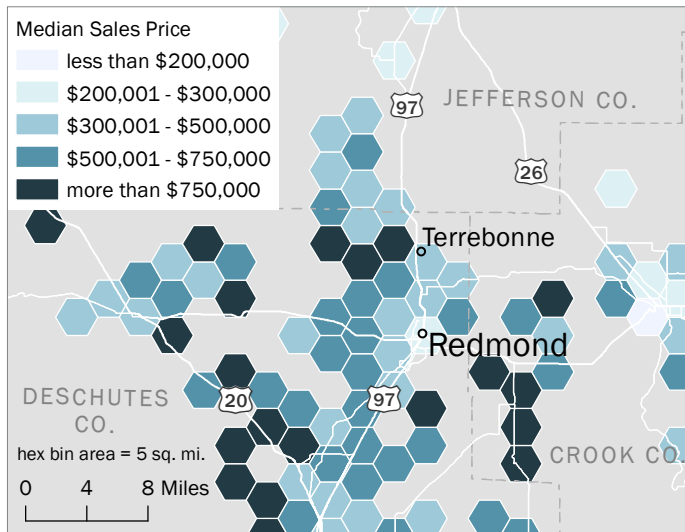 Median Sales Price
less than $200,000
$200,001 - $300,000
$300,001 - $500,000
$500,001 - $750,000
more than $750,000
97
JEFFERSON CO.
26
Terrebonne
Redmond
DESCHUTES
CO.
20
97
CROOK CO.
hex bin area = 5 sq. mi.
0 4 8 Miles